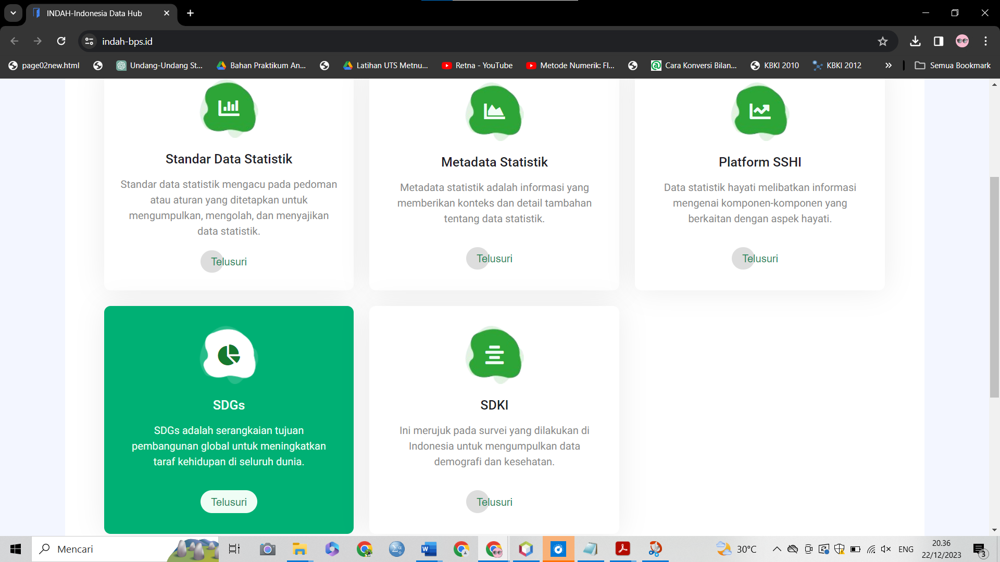 INDAH-Indonesia Data Hub
indah-bps.id
page02new.html
Undang-Undang St...
Bahan Praktikum An...
Latihan UTS Metnu...
Retna - YouTube
Metode Numerik: Fl...
Cara Konversi Bilan...
KBKI 2010
KBKI 2012
Semua Bookmark
Standar Data Statistik
Standar data statistik mengacu pada pedoman
atau aturan yang ditetapkan untuk
mengumpulkan, mengolah, dan menyajikan
data statistik.
Telusuri
Metadata Statistik
Metadata statistik adalah informasi yang
memberikan konteks dan detail tambahan
tentang data statistik.
Telusuri
Platform SSHI
Data statistik hayati melibatkan informasi
mengenai komponen-komponen yang
berkaitan dengan aspek hayati.
Telusuri
SDGs
SDGs adalah serangkaian tujuan
pembangunan global untuk meningkatkan
taraf kehidupan di seluruh dunia.
Telusuri
SDKI
Ini merujuk pada survei yang dilakukan di
Indonesia untuk mengumpulkan data
demografi dan kesehatan.
Telusuri
Mencari
30°C
ENG
20.36
22/12/2023
3